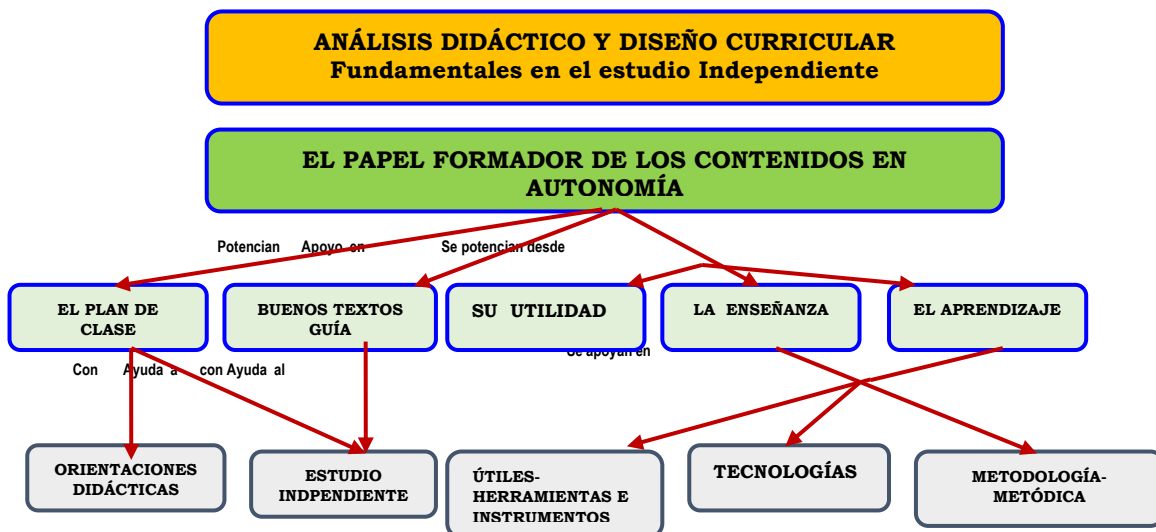 ANÁLISIS DIDÁCTICO Y DISEÑO CURRICULAR
Fundamentales en el estudio Independiente
EL PAPEL FORMADOR DE LOS CONTENIDOS EN
AUTONOMÍA
Potencian Apoyo en Se potencian desde
EL PLAN DE
CLASE
BUENOS TEXTOS
GUÍA
SU UTILIDAD
LA ENSEÑANZA
EL APRENDIZAJE
Se apoyan en
Con Ayuda a con Ayuda al
ORIENTACIONES
DIDÁCTICAS
ESTUDIO
INDPENDIENTE
ÚTILES-
HERRAMIENTAS E
INSTRUMENTOS
TECNOLOGÍAS
METODOLOGÍA-
METÓDICA